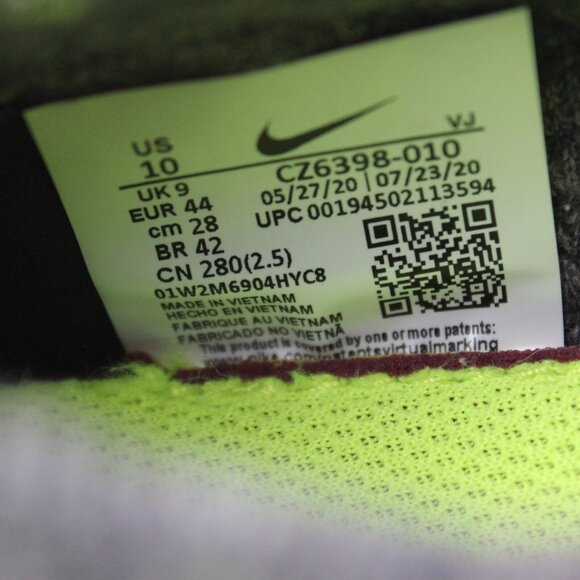 US
10
VJ
CZ6398-010
UK 9
05/27/20 | 07/23/20
EUR 44
UPC 00194502113594
cm 28
BR 42
CN 280(2.5)
01W2M6904HYC8
MADE IN VIETNAM
HECHO EN VIETNAM
FABRIQUE AU VIETNAM
FABRICADO NO VIETNÃ
This product is covered by one or more patents: